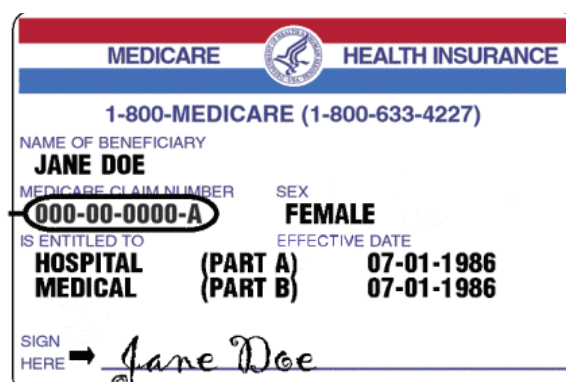 MEDICARE HEALTH INSURANCE
1-800-MEDICARE (1-800-633-4227)
NAME OF BENEFICIARY
JANE DOE
MEDICARE CLAIM NUMBER SEX
000-00-0000-A FEMALE
IS ENTITLED TO EFFECTIVE DATE
HOSPITAL (PART A) 07-01-1986
MEDICAL (PART B) 07-01-1986
SIGN
HERE Jane Doe